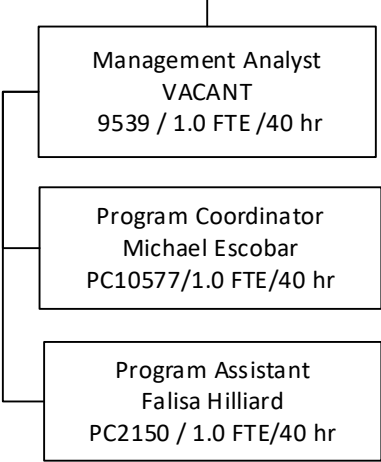 Management Analyst
VACANT
9539 / 1.0 FTE /40 hr
Program Coordinator
Michael Escobar
PC10577/1.0 FTE/40 hr
Program Assistant
Falisa Hilliard
PC2150 / 1.0 FTE/40 hr